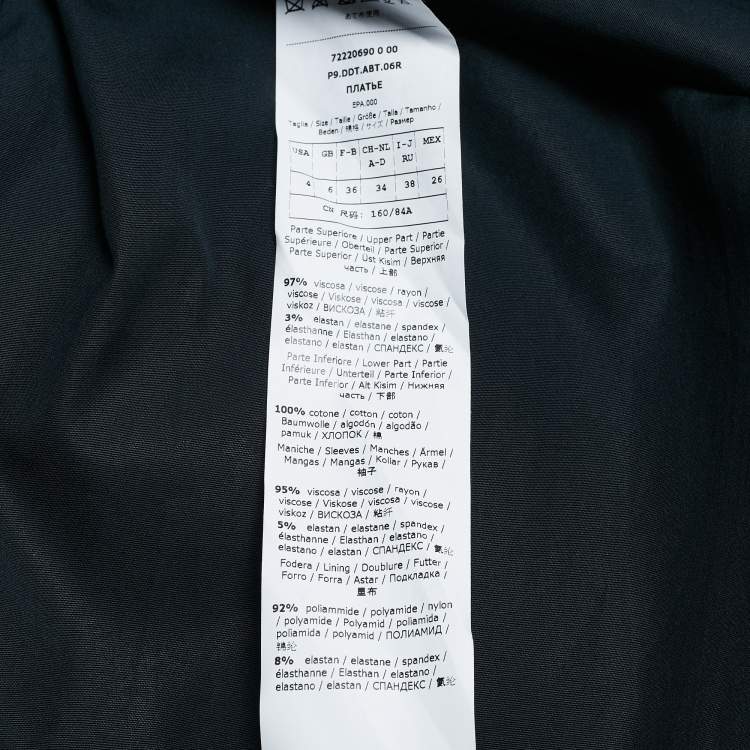 72220690 0 00
P9.DDT.ABT.06R
ПЛАТЬЕ
EPA.000
Taglia / Size / Taille / Größe / Talla / Tamanho /
Beden / 規格 / サイズ / Размер
USA GB F-B CH-NL I-J MEX
A-D RU
4 6 36 34 38 26
CN 尺码: 160/84A
Parte Superiore / Upper Part / Partie
Supérieure / Oberteil / Parte Superior /
Parte Superior / Üst Kisim / Верхняя
часть / 上部
97% viscosa / viscose / rayon /
viscose / Viskose / viscosa / viscose /
viskoz / ВИСКОЗА / 粘纤
3% elastan / elastane / spandex /
élasthanne / Elasthan / elastano /
elastano / elastan / СПАНДЕКС / 氨纶
Parte Inferiore / Lower Part / Partie
Inférieure / Unterteil / Parte Inferior /
Parte Inferior / Alt Kisim / Нижняя
часть / 下部
100% cotone / cotton / coton /
Baumwolle / algodón / algodão /
pamuk / ХЛОПОК / 棉
Maniche / Sleeves / Manches / Ärmel /
Mangas / Mangas / Kollar / Рукав /
袖子
95% viscosa / viscose / rayon /
viscose / Viskose / viscosa / viscose /
viskoz / ВИСКОЗА / 粘纤
5% elastan / elastane / spandex /
élasthanne / Elasthan / elastano /
elastano / elastan / СПАНДЕКС / 氨纶
Fodera / Lining / Doublure / Futter /
Forro / Forra / Astar / Подкладка /
里布
92% poliammide / polyamide / nylon
/ polyamide / Polyamid / poliamida /
poliamida / polyamid / ПОЛИАМИД /
锦纶
8% elastan / elastane / spandex /
élasthanne / Elasthan / elastano /
elastano / elastan / СПАНДЕКС / 氨纶